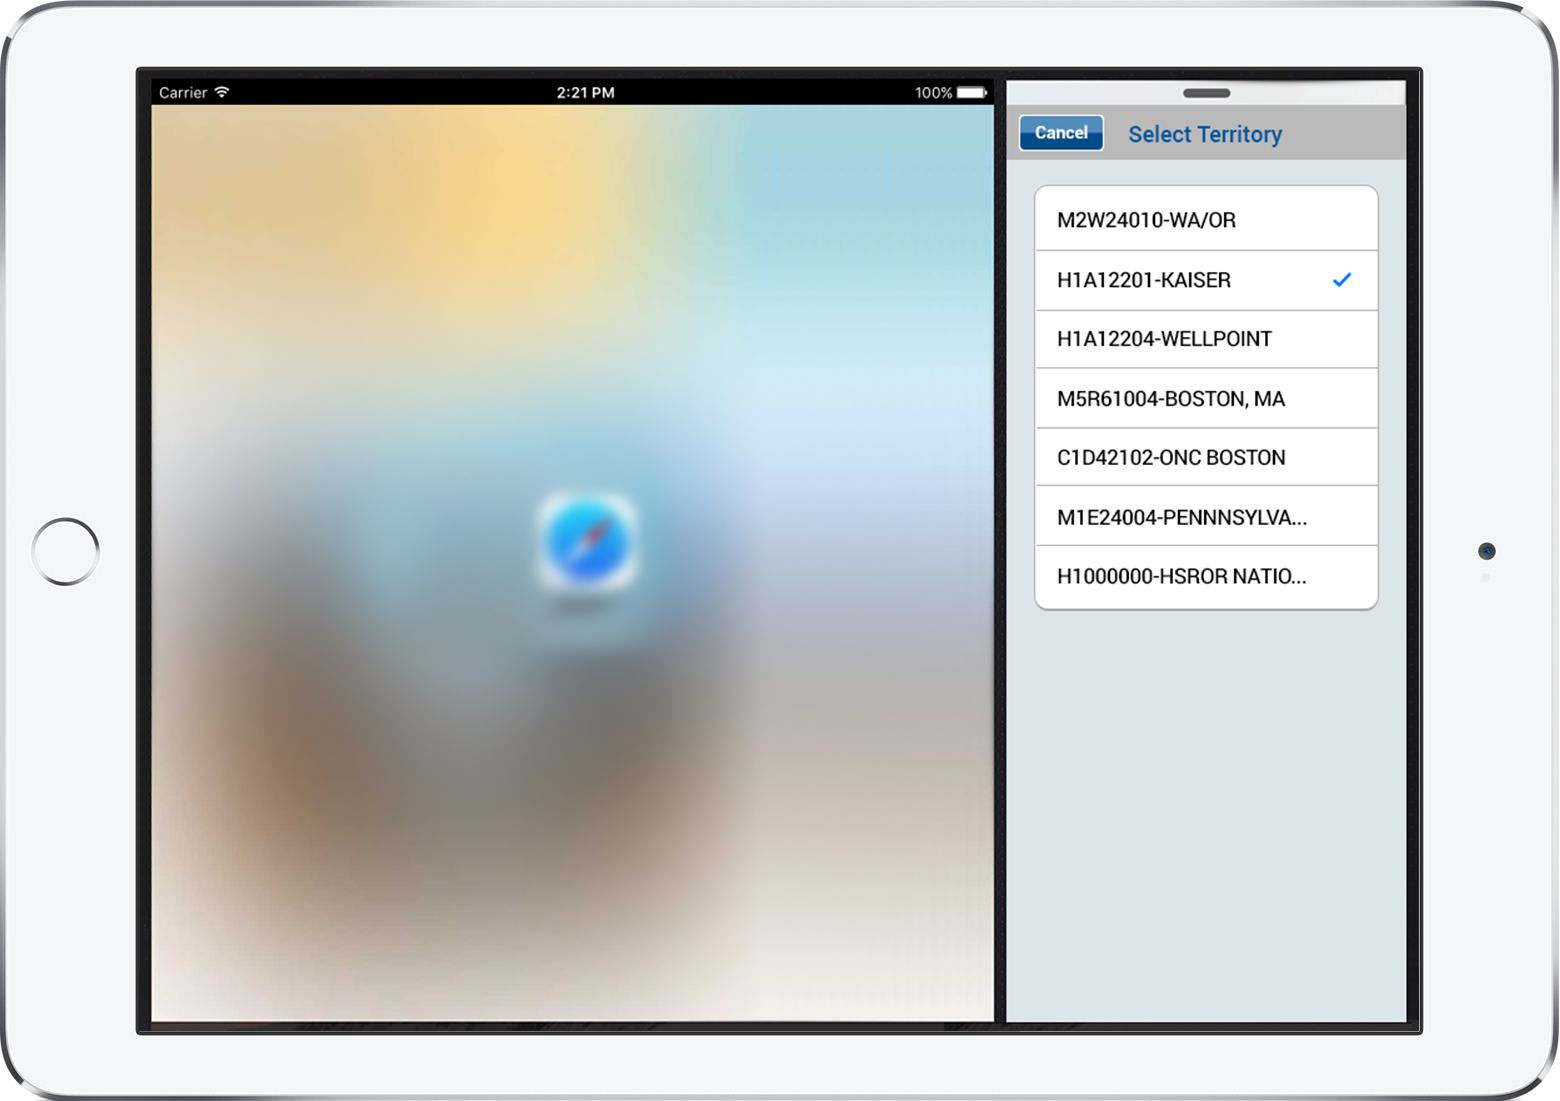 Carrier 2:21 PM 100%
Cancel Select Territory
M2W24010-WA/OR
H1A12201-KAISER
H1A12204-WELLPOINT
M5R61004-BOSTON, MA
C1D42102-ONC BOSTON
M1E24004-PENNNSYLVA...
H1000000-HSROR NATIO...